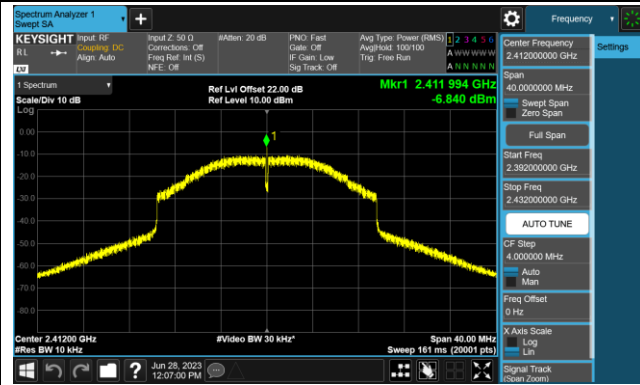 Spectrum Analyzer 1
Swept SA
Frequency
KEYSIGHT
RL
LXI
Input: RF
Coupling: DC
Align: Auto
Input Z: 50 Ω
Corrections: Off
Freq Ref: Int (S)
NFE: Off
#Atten: 20 dB
PNO: Fast
Gate: Off
IF Gain: Low
Sig Track: Off
Avg Type: Power (RMS)
Avg|Hold: 100/100
Trig: Free Run
1 2 3 4 5 6
A W W W W W
A N N N N N
Center Frequency
2.412000000 GHz
Settings
Span
40.0000000 MHz
Swept Span
Zero Span
Full Span
Start Freq
2.392000000 GHz
Stop Freq
2.432000000 GHz
AUTO TUNE
CF Step
4.000000 MHz
Auto
Man
Freq Offset
0 Hz
X Axis Scale
Log
Lin
Signal Track
(Span Zoom)
1 Spectrum
Scale/Div 10 dB
Ref Lvl Offset 22.00 dB
Ref Level 10.00 dBm
Mkr1 2.411 994 GHz
-6.840 dBm
Log
0.00
-10.0
-20.0
-30.0
-40.0
-50.0
-60.0
-70.0
-80.0
1
Center 2.41200 GHz
#Res BW 10 kHz
#Video BW 30 kHz*
Span 40.00 MHz
Sweep 161 ms (20001 pts)
Jun 28, 2023
12:07:00 PM